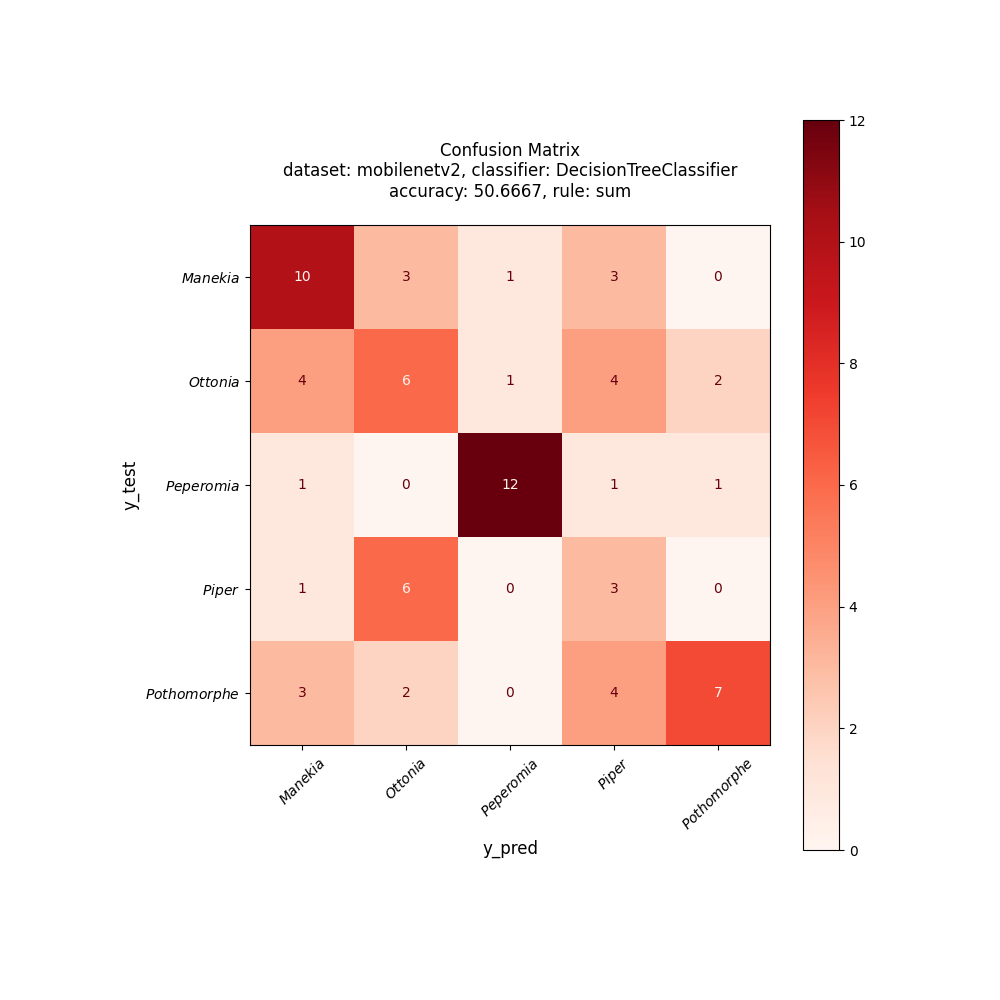 Confusion Matrix
dataset: mobilenetv2, classifier: DecisionTreeClassifier
accuracy: 50.6667, rule: sum
Manekia 10 3 1 3 0
Ottonia 4 6 1 4 2
Peperomia 1 0 12 1 1
Piper 1 6 0 3 0
Pothomorphe 3 2 0 4 7
y_test
Manekia Ottonia Peperomia Piper Pothomorphe
y_pred
12
10
8
6
4
2
0